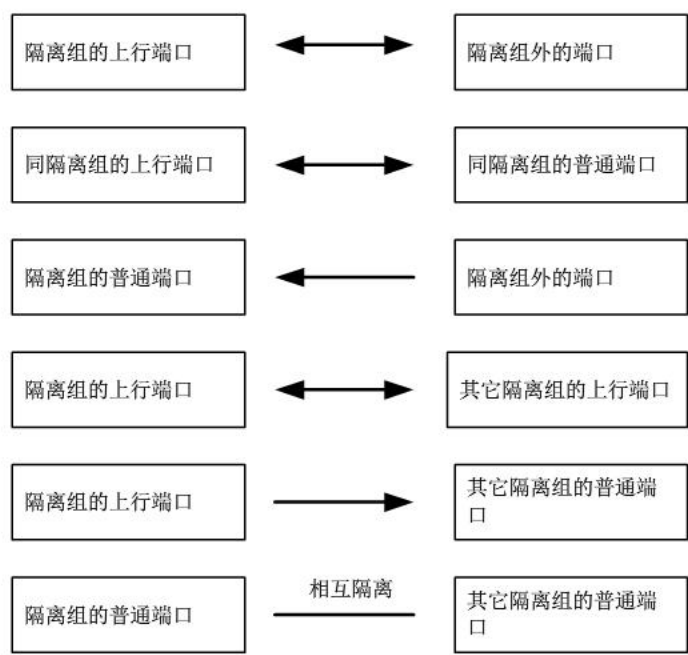 隔离组的上行端口
隔离组外的端口
同隔离组的上行端口
同隔离组的普通端口
隔离组的普通端口
隔离组外的端口
隔离组的上行端口
其它隔离组的上行端口
隔离组的上行端口
其它隔离组的普通端
口
相互隔离
隔离组的普通端口
其它隔离组的普通端
口